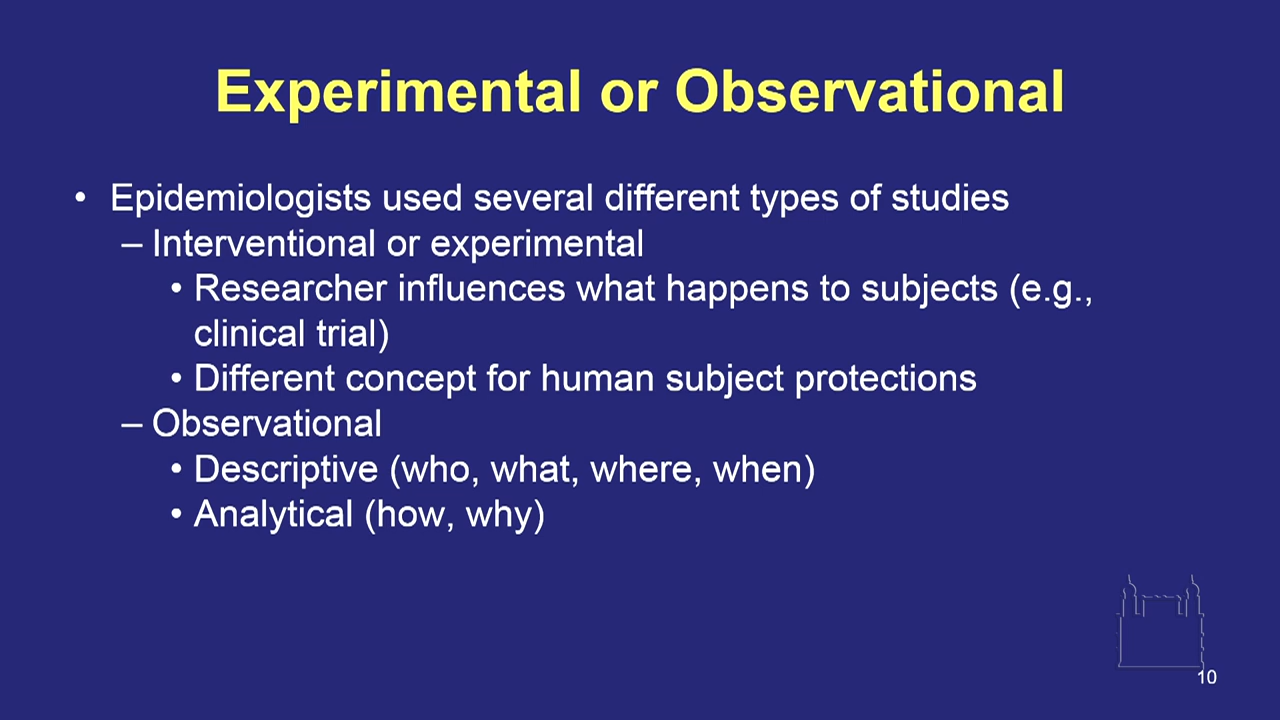 Experimental or Observational
• Epidemiologists used several different types of studies
– Interventional or experimental
• Researcher influences what happens to subjects (e.g.,
clinical trial)
• Different concept for human subject protections
– Observational
• Descriptive (who, what, where, when)
• Analytical (how, why)
10